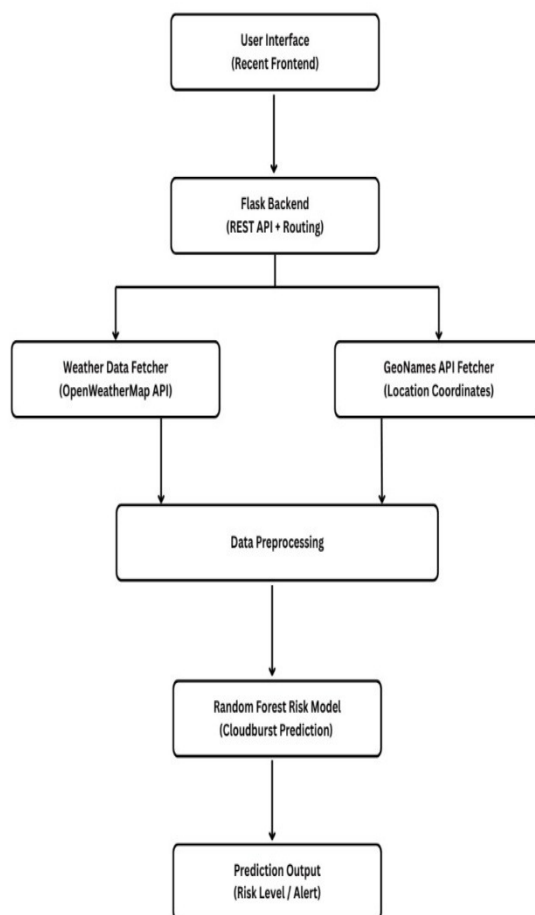 User Interface
(Recent Frontend)
Flask Backend
(REST API + Routing)
Weather Data Fetcher
(OpenWeatherMap API)
GeoNames API Fetcher
(Location Coordinates)
Data Preprocessing
Random Forest Risk Model
(Cloudburst Prediction)
Prediction Output
(Risk Level / Alert)